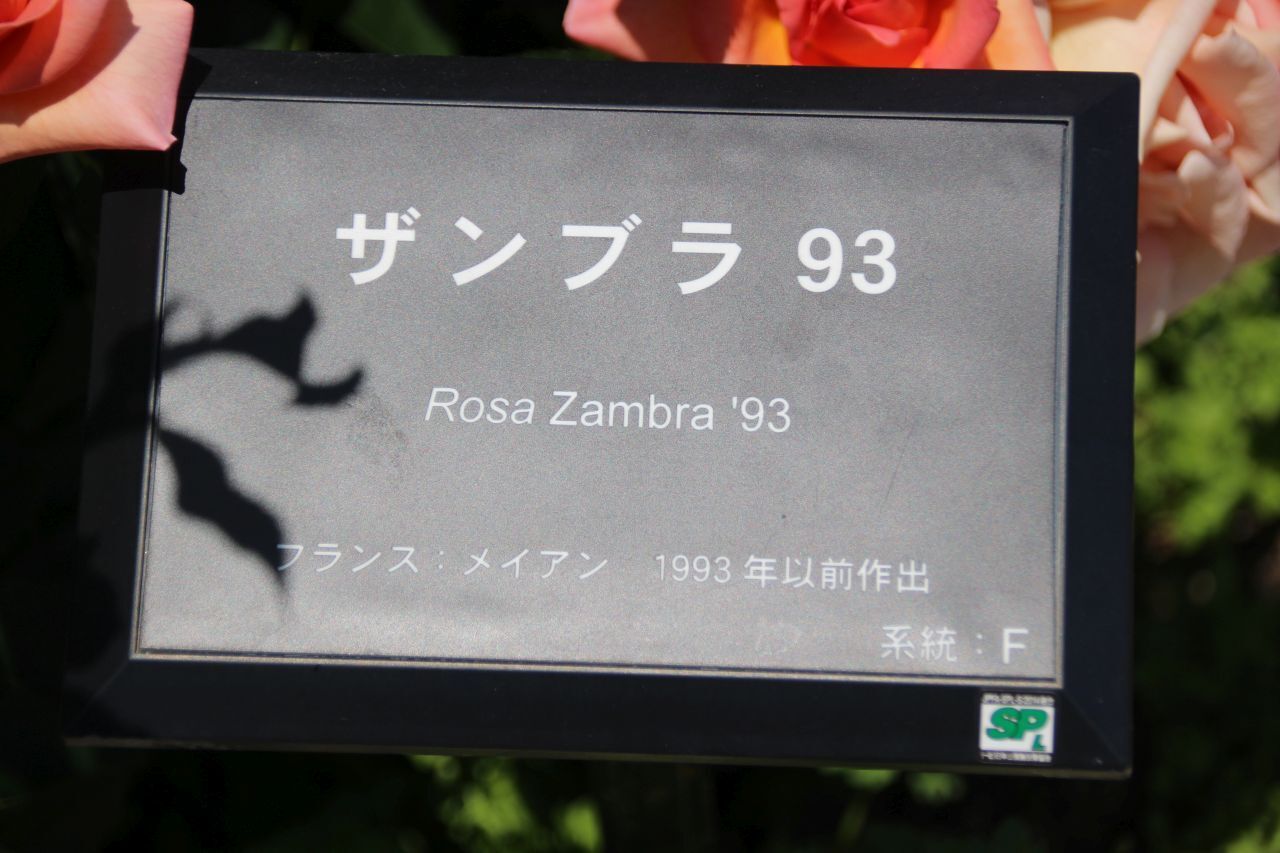 ザンブラ 93
Rosa Zambra '93
フランス：メイアン　1993 年以前作出
系統：F
SPL